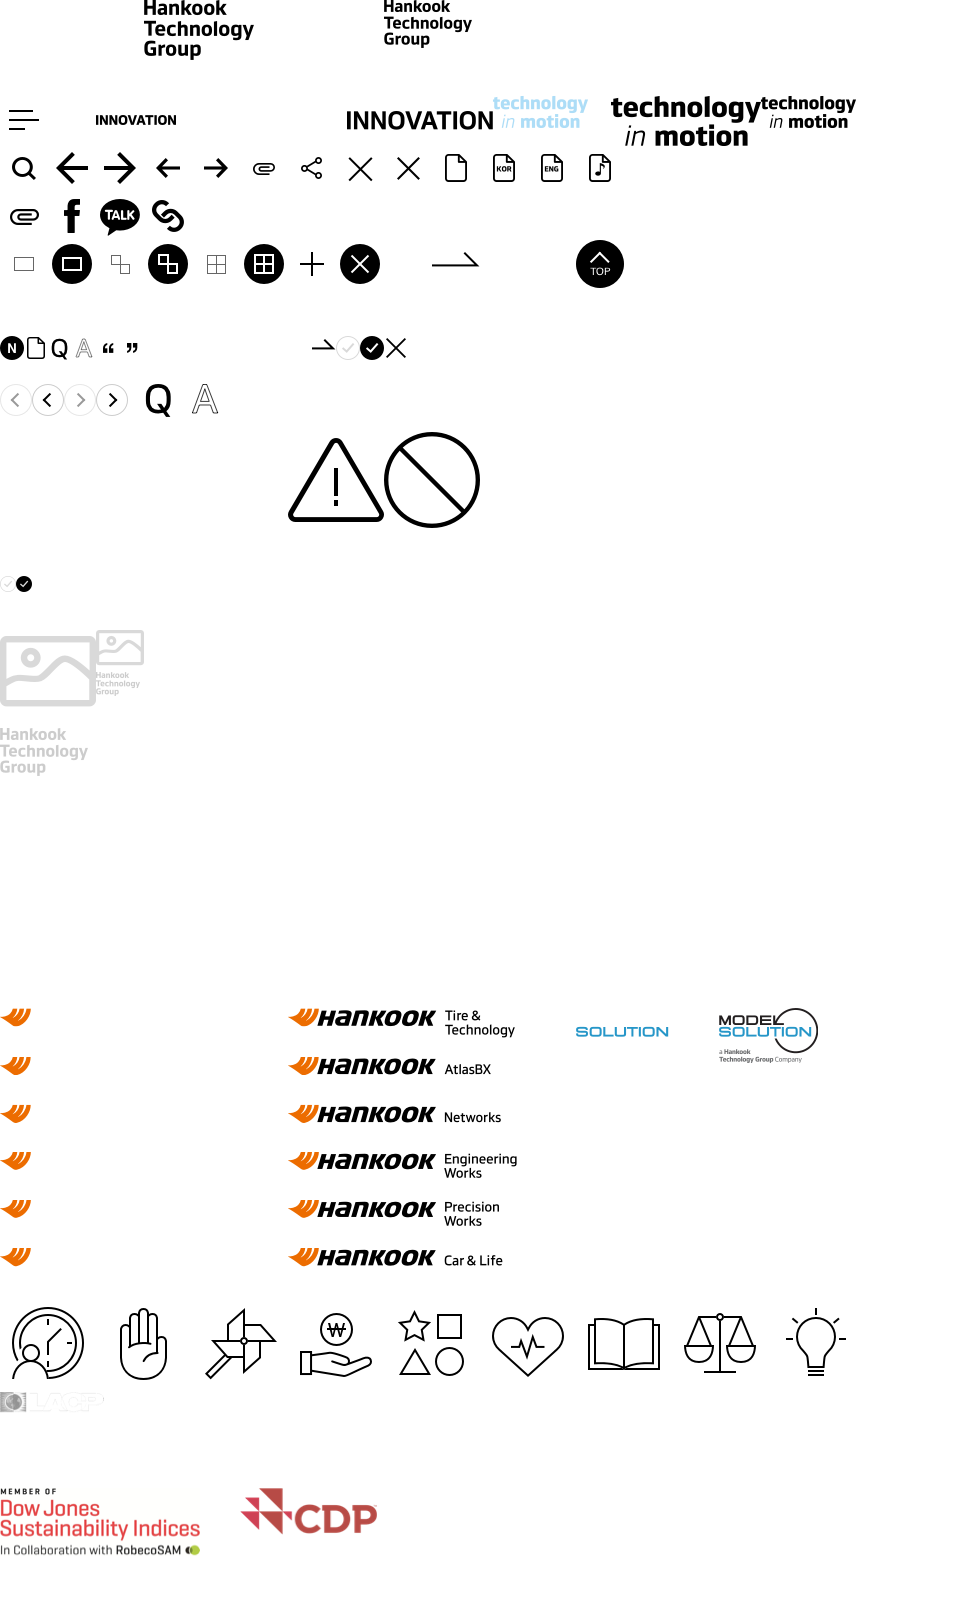 Hankook
Technology
Group
Hankook
Technology
Group
INNOVATION
INNOVATION
technology
in motion
technology
in motion
technology
in motion
KOR
ENG
TALK
TOP
N
Q
A
“
”
Q
A
!
Hankook
Technology
Group
Hankook
Technology
Group
HANKOOK Tire &
Technology
SOLUTION
MODEL
SOLUTION
a Hankook
Technology Group Company
HANKOOK AtlasBX
HANKOOK Networks
HANKOOK Engineering
Works
HANKOOK Precision
Works
HANKOOK Car & Life
₩
LACP
MEMBER OF
Dow Jones
Sustainability Indices
In Collaboration with RobecoSAM
CDP